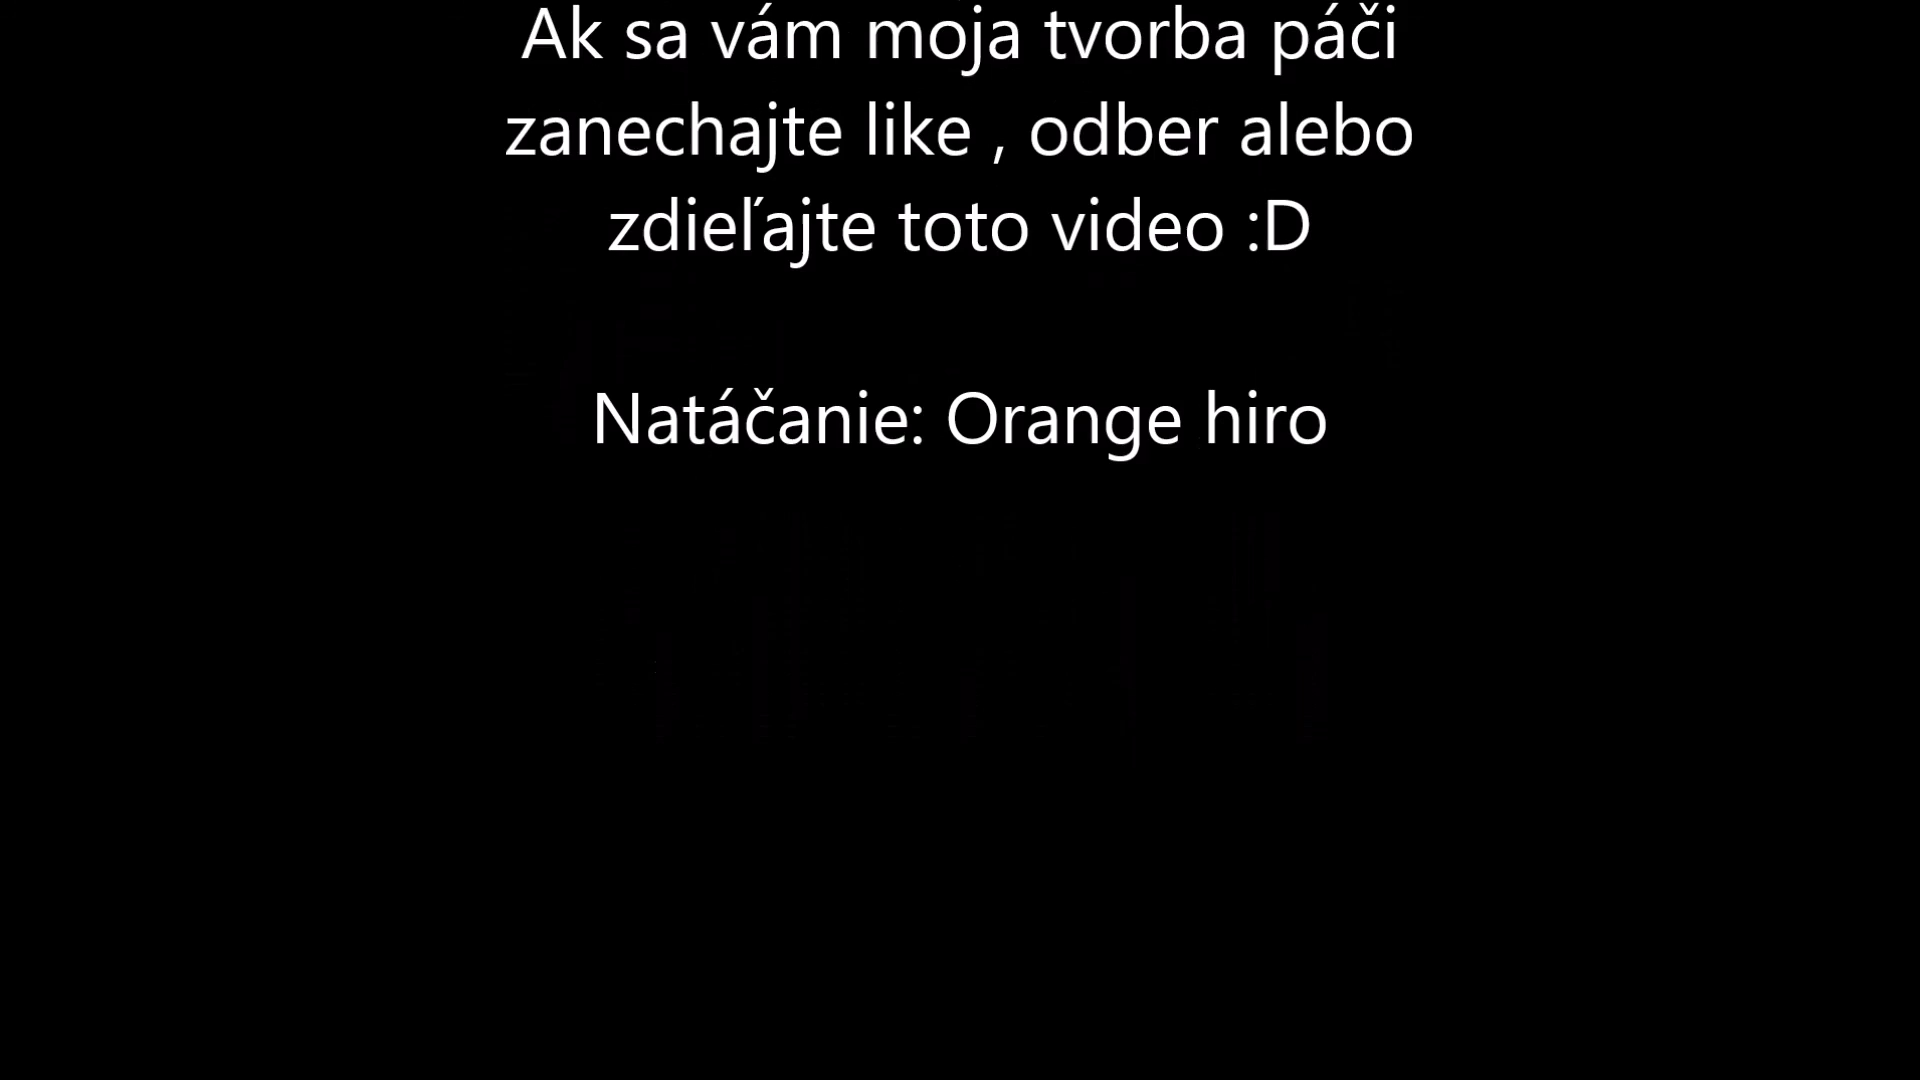 Ak sa vám moja tvorba páči
zanechajte like , odber alebo
zdieľajte toto video :D
Natáčanie: Orange hiro